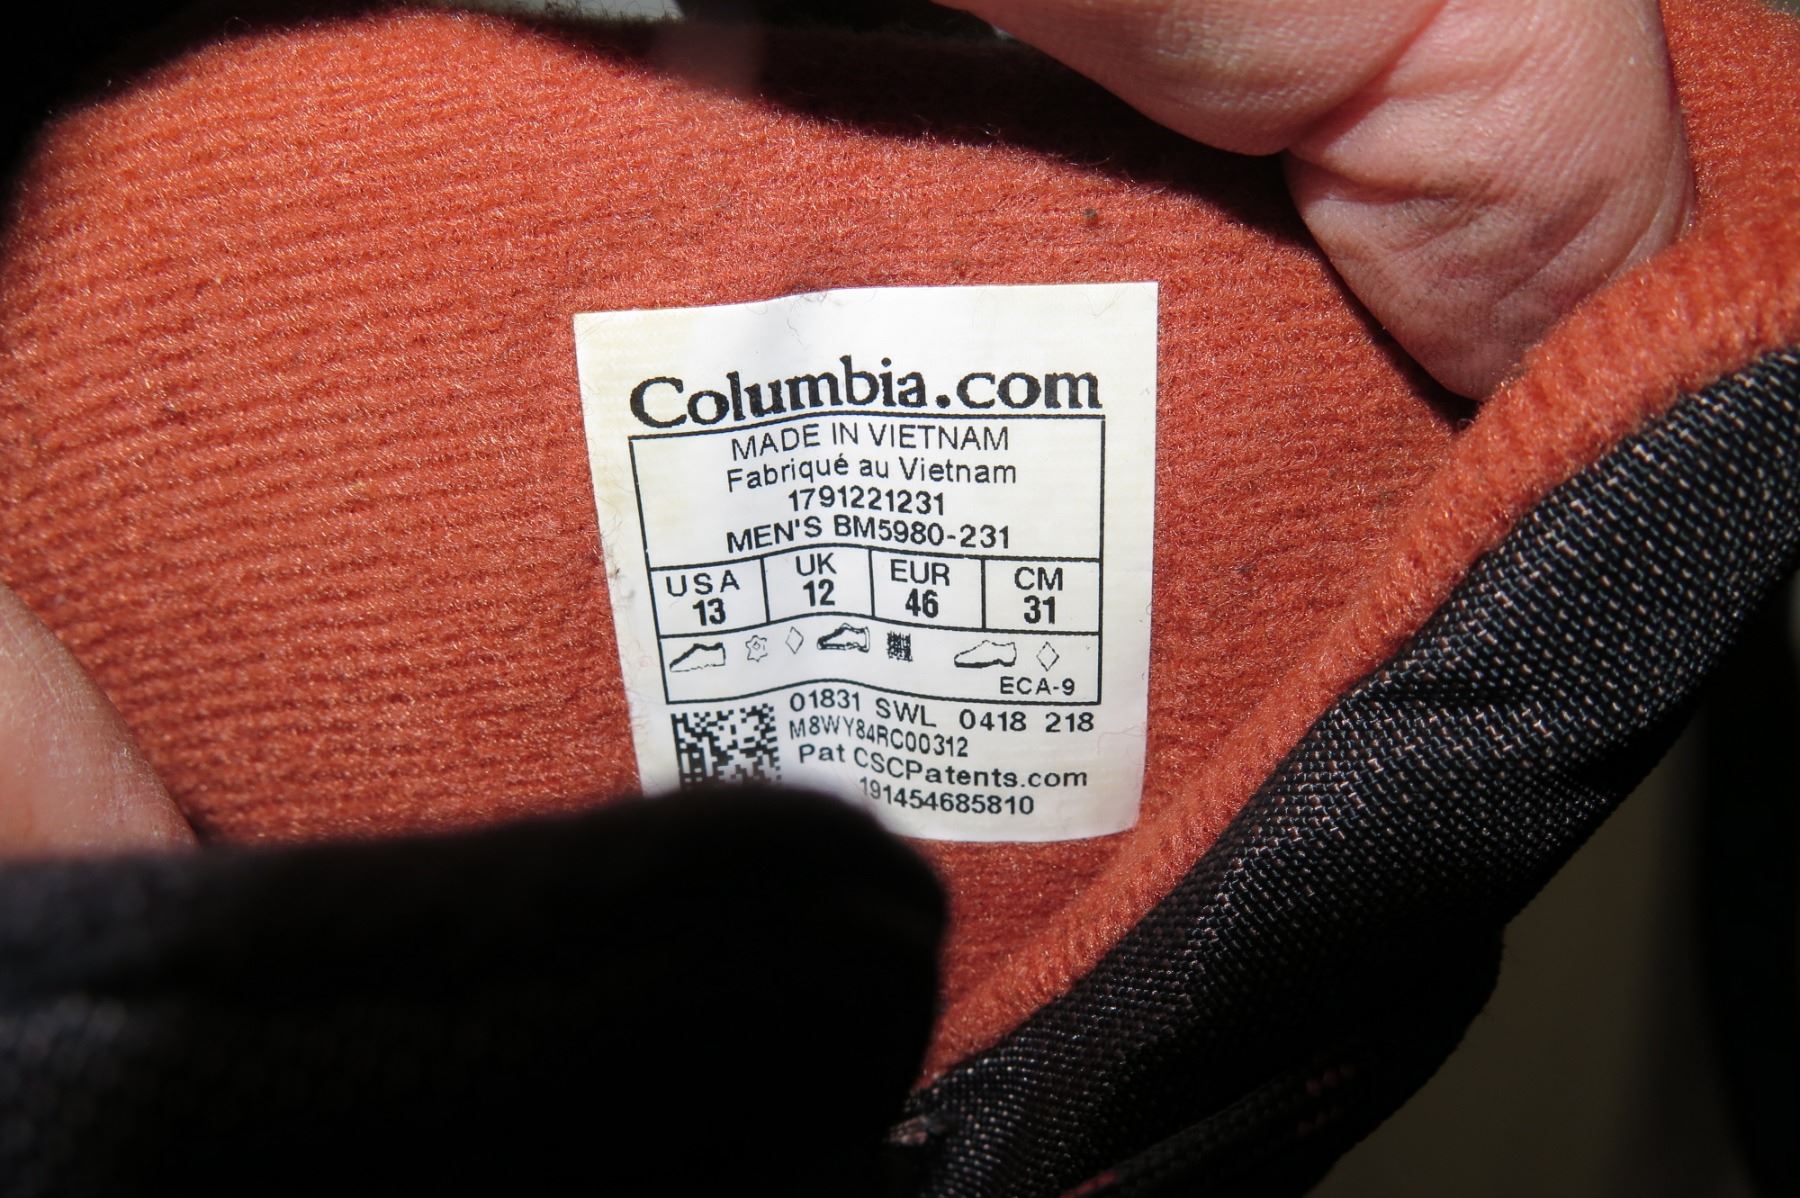 Columbia.com
MADE IN VIETNAM
Fabriqué au Vietnam
1791221231
MEN'S BM5980-231
USA UK EUR CM
13 12 46 31
ECA-9
01831 SWL 0418 218
M8WY84RC00312
Pat CSCPatents.com
191454685810